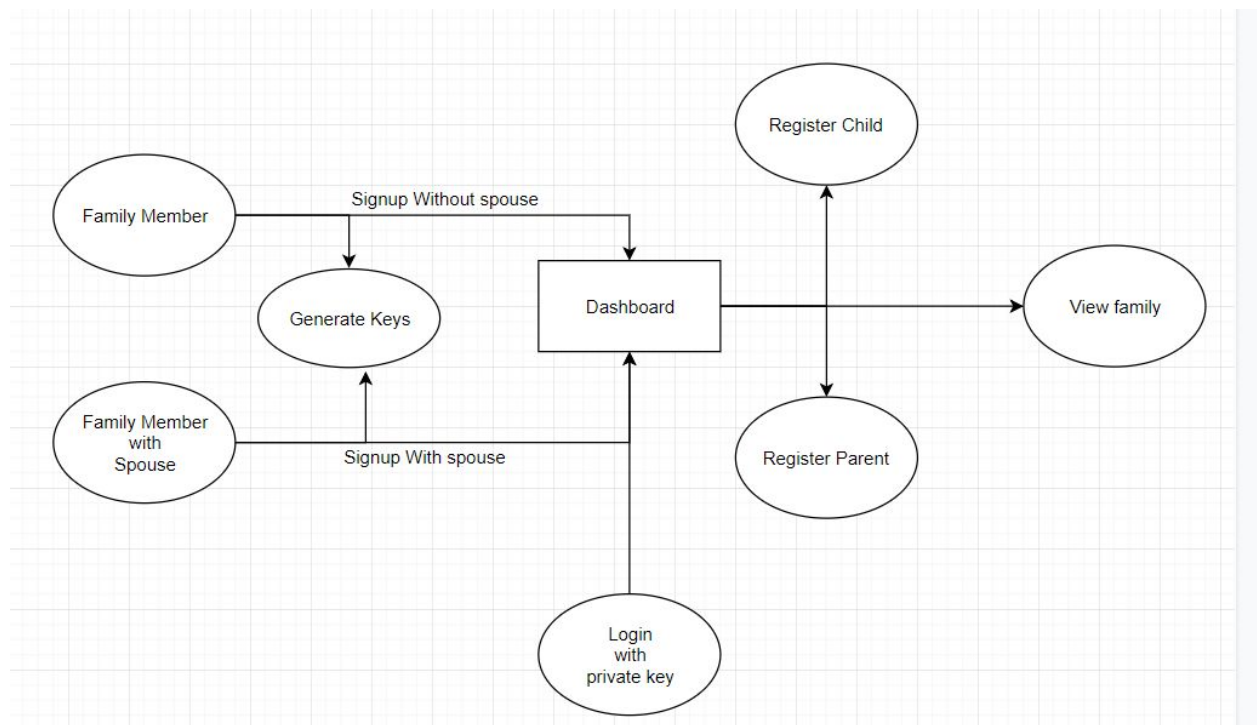 Register Child
Signup Without spouse
Family Member
Generate Keys
Dashboard
View family
Family Member
with
Spouse
Signup With spouse
Register Parent
Login
with
private key